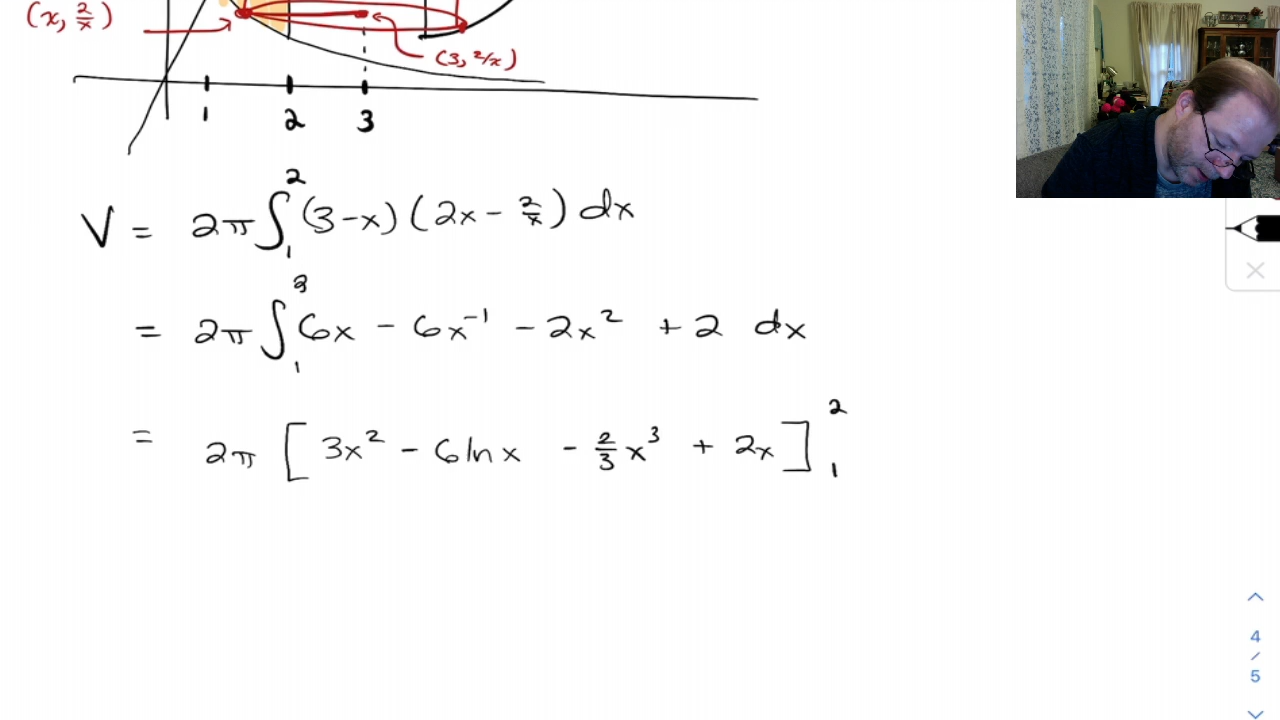 (x, 2/x)
(3, 2/x)
1 2 3
V = 2π ∫₁² (3-x) (2x - 2/x) dx
= 2π ∫₁² 6x - 6x⁻¹ - 2x² + 2 dx
= 2π [ 3x² - 6 ln x - 2/3 x³ + 2x ]₁²
4
/
5